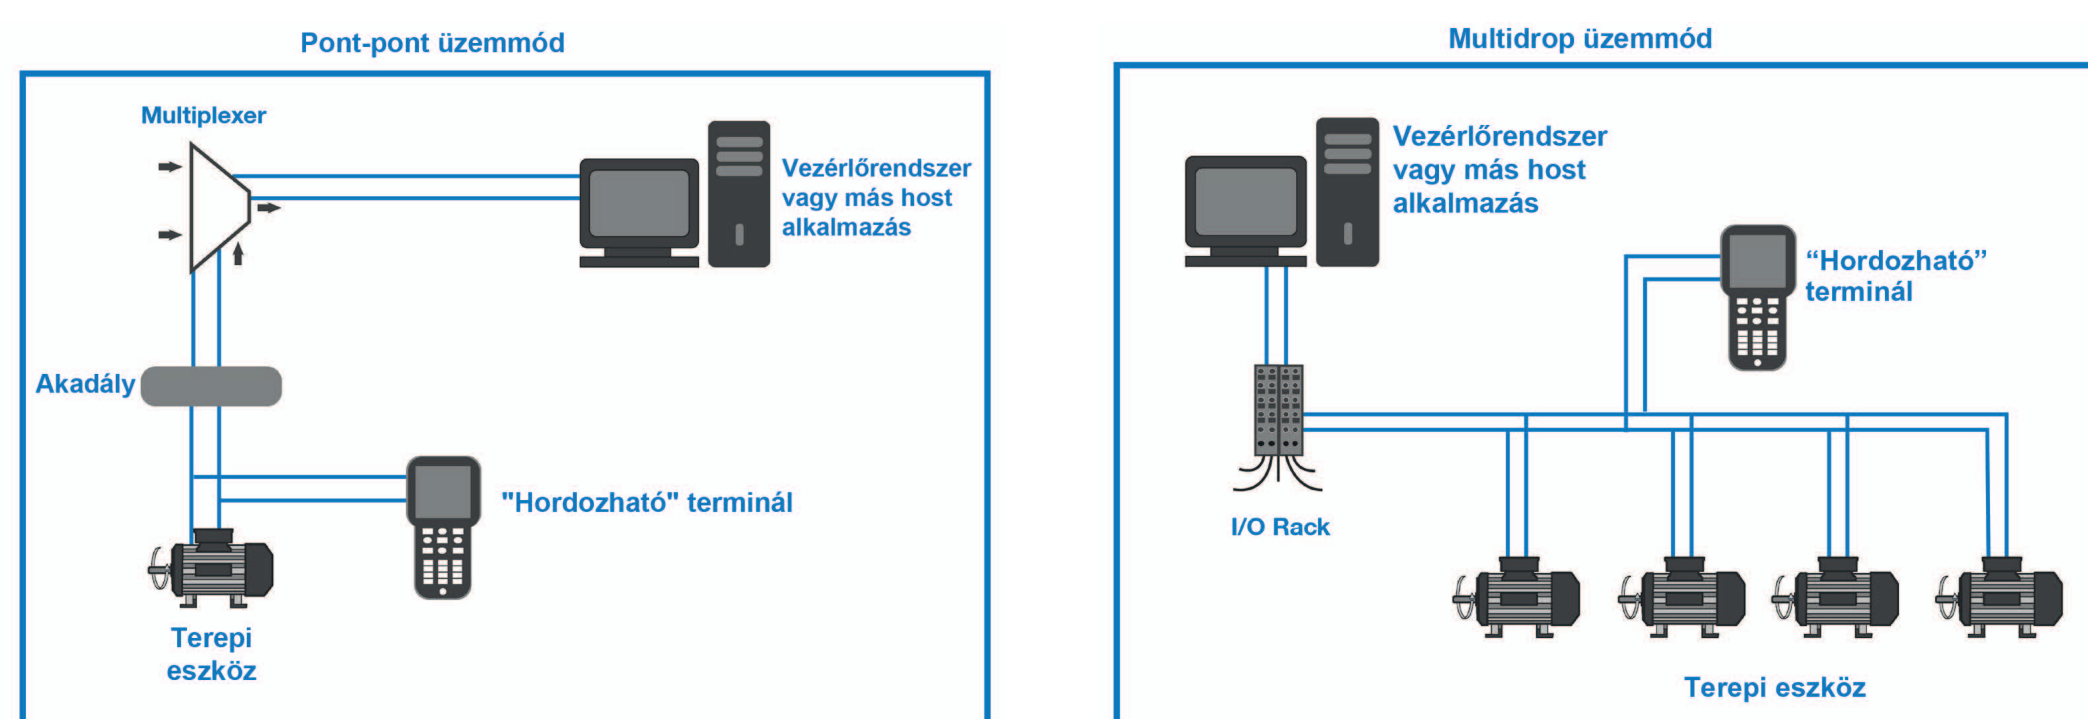 Pont-pont üzemmód
Multiplexer
Vezérlőrendszer
vagy más host
alkalmazás
Akadály
"Hordozható" terminál
Terepi
eszköz
Multidrop üzemmód
Vezérlőrendszer
vagy más host
alkalmazás
“Hordozható”
terminál
I/O Rack
Terepi eszköz